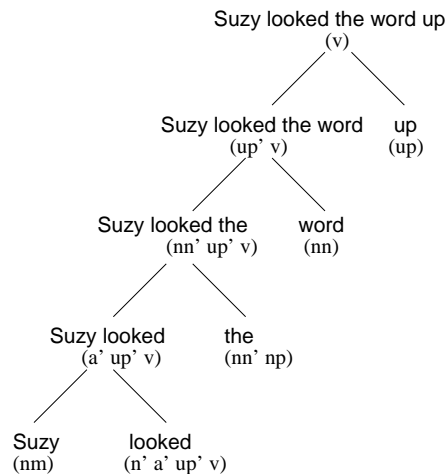 Suzy looked the word up
(v)
Suzy looked the word up
(up’ v) (up)
Suzy looked the word
(nn’ up’ v) (nn)
Suzy looked the
(a’ up’ v) (nn’ np)
Suzy looked
(nm) (n’ a’ up’ v)